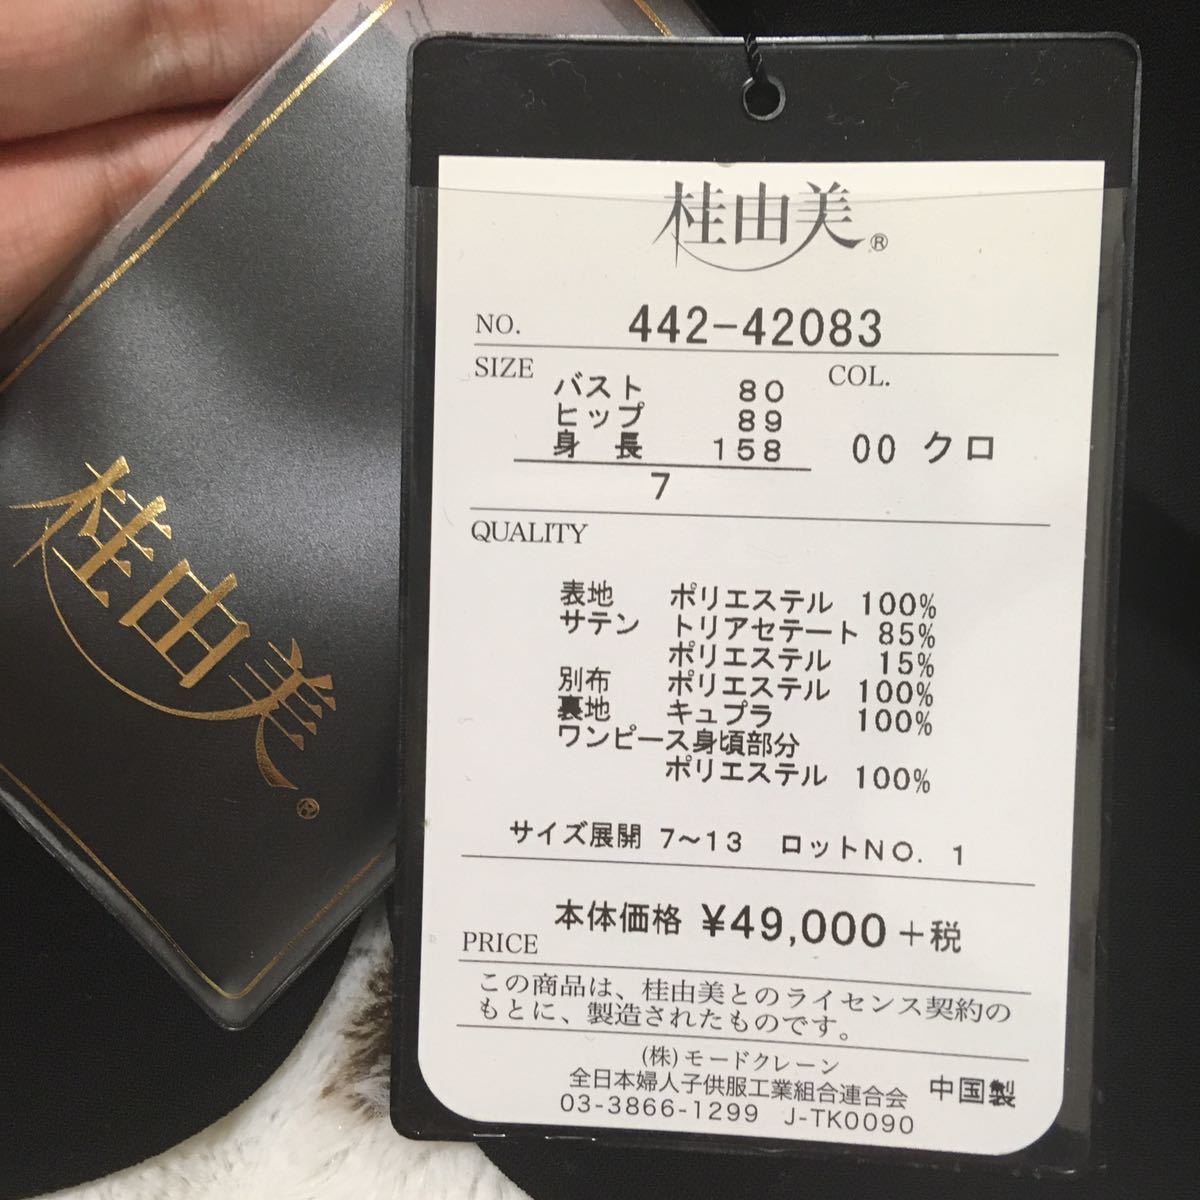 桂由美®
桂由美®
NO. 442-42083
SIZE COL.
バスト 80
ヒップ 89
身長 158
00 クロ
7
QUALITY
表地 ポリエステル 100%
サテン トリアセテート 85%
ポリエステル 15%
別布 ポリエステル 100%
裏地 キュプラ 100%
ワンピース身頃部分
ポリエステル 100%
サイズ展開 7〜13 ロットNO. 1
PRICE 本体価格 ¥49,000+税
この商品は、桂由美とのライセンス契約の
もとに、製造されたものです。
(株)モードクレーン
全日本婦人子供服工業組合連合会 中国製
03-3866-1299 J-TK0090